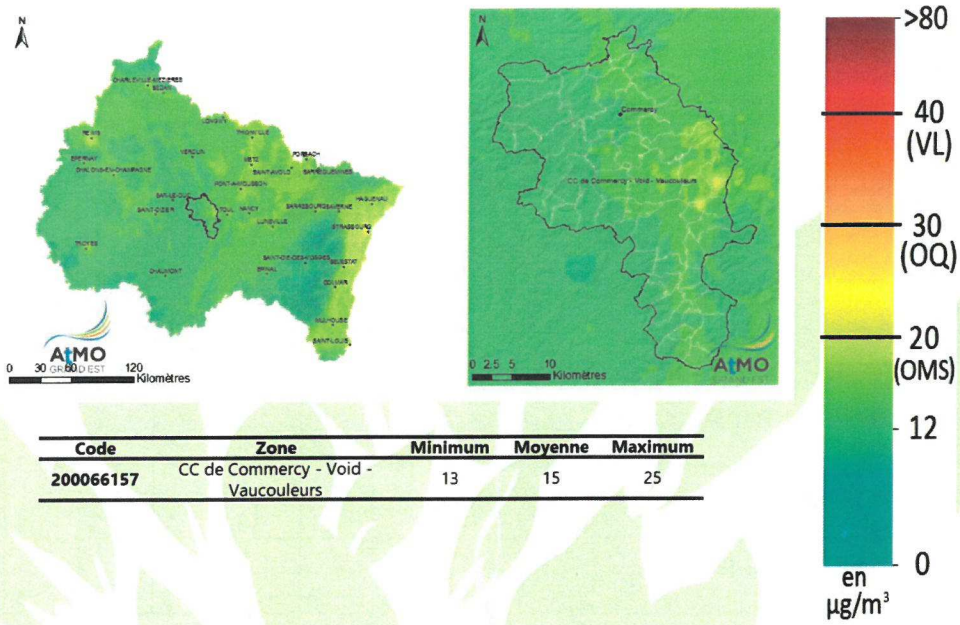 N
CHARLEVILLE-MEZIERES
SEDAN
LONGWY
THIONVILLE
REIMS
VERDUN
METZ
FORBACH
EPERNAY
SAINT-AVOLD
SARREGUEMINES
CHALONS-EN-CHAMPAGNE
PONT-A-MOUSSON
HAGUENAU
BAR-LE-DUC
SAINT-DIZIER
TOUL
NANCY
SARREBOURG
SAVERNE
LUNEVILLE
STRASBOURG
TROYES
SAINT-DIE-DES-VOSGES
SELESTAT
CHAUMONT
EPINAL
COLMAR
MULHOUSE
SAINT-LOUIS
AtMO
GRAND EST
0 30 60 120
Kilomètres
N
Commercy
CC de Commercy - Void - Vaucouleurs
AtMO
GRAND EST
0 2.5 5 10
Kilomètres
>80
40
(VL)
30
(OQ)
20
(OMS)
12
0
en
µg/m³
Code Zone Minimum Moyenne Maximum
200066157 CC de Commercy - Void - Vaucouleurs 13 15 25